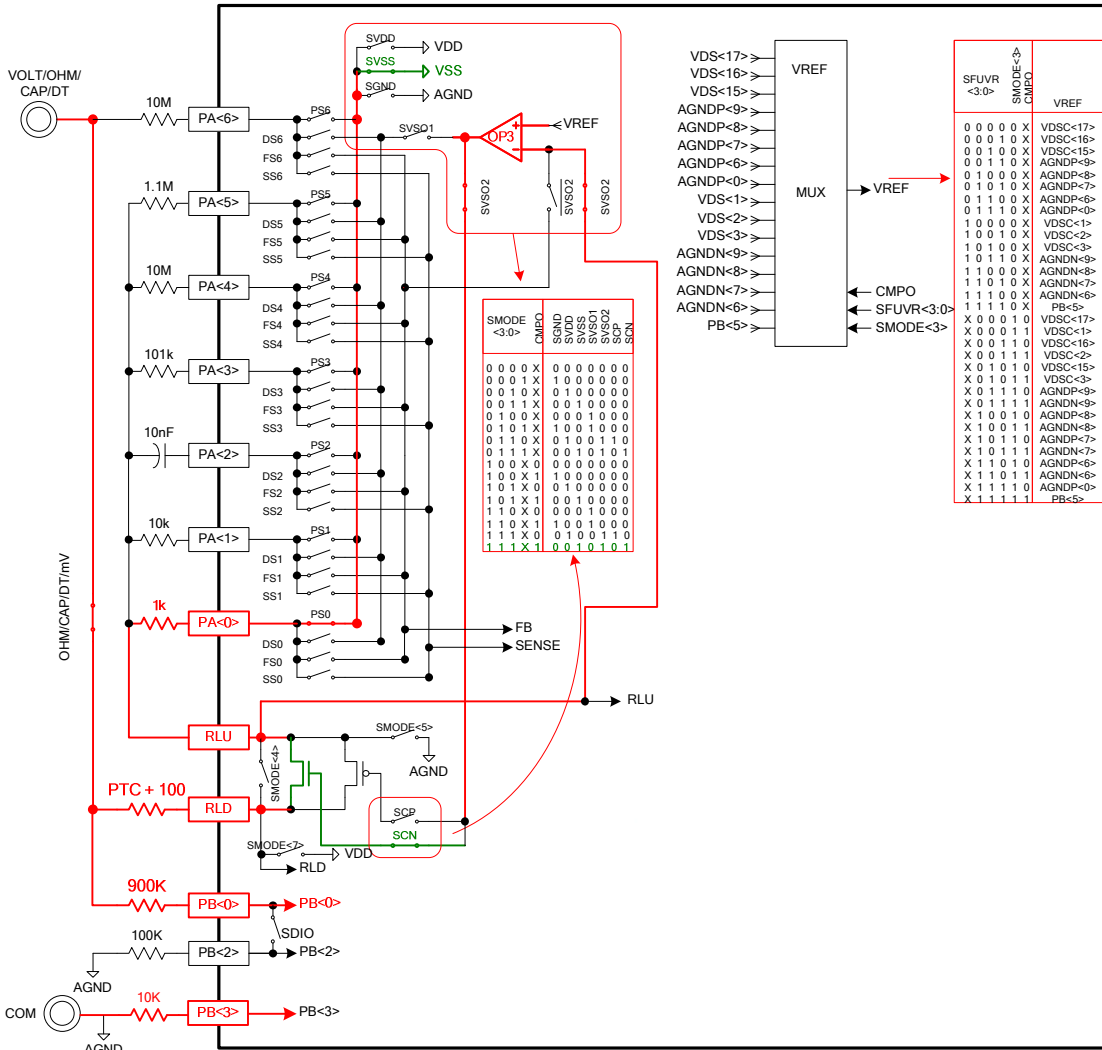 VOLT/OHM/
CAP/DT
OHM/CAP/DT/mV
10M
PA<6>
1.1M
PA<5>
10M
PA<4>
101k
PA<3>
10nF
PA<2>
10k
PA<1>
1k
PA<0>
RLU
PTC + 100
RLD
900K
PB<0>
100K
PB<2>
AGND
COM
10K
PB<3>
AGND
PS6
DS6
FS6
SS6
PS5
DS5
FS5
SS5
PS4
DS4
FS4
SS4
PS3
DS3
FS3
SS3
PS2
DS2
FS2
SS2
PS1
DS1
FS1
SS1
PS0
DS0
FS0
SS0
SVDD
VDD
SVSS
VSS
SGND
AGND
SVSO1
OP3
VREF
SVSO2
SVSO2
SVSO2
FB
SENSE
RLU
SMODE<5>
AGND
SMODE<4>
SCP
SCN
SMODE<7>
VDD
RLD
PB<0>
SDIO
PB<2>
PB<3>
SMODE
<3:0>
CMPO
SGND
SVDD
SVSS
SVSO1
SVSO2
SCP
SCN
0 0 0 0 X 0 0 0 0 0 0 0
0 0 0 1 X 1 0 0 0 0 0 0
0 0 1 0 X 0 1 0 0 0 0 0
0 0 1 1 X 0 0 1 0 0 0 0
0 1 0 0 X 0 0 0 1 0 0 0
0 1 0 1 X 1 0 0 0 0 0 0
0 1 1 0 X 0 1 0 0 1 1 0
0 1 1 1 X 0 0 1 0 1 0 1
1 0 0 X 0 0 1 0 0 0 0 0
1 0 0 X 1 1 0 0 0 0 0 0
1 0 1 X 0 1 0 0 0 0 0 0
1 0 1 X 1 0 0 1 0 0 0 0
1 1 0 X 0 0 1 0 0 0 0 0
1 1 0 X 1 1 0 0 0 0 0 0
1 1 1 X 0 0 1 0 0 1 1 0
1 1 1 X 1 0 0 1 0 1 0 1
VDS<17>
VDS<16>
VDS<15>
AGNDP<9>
AGNDP<8>
AGNDP<7>
AGNDP<6>
AGNDP<0>
VDS<1>
VDS<2>
VDS<3>
AGNDN<9>
AGNDN<8>
AGNDN<7>
AGNDN<6>
PB<5>
VREF
MUX
VREF
CMPO
SFUVR<3:0>
SMODE<3>
SFUVR
<3:0>
SMODE<3>
CMPO
VREF
0 0 0 0 0 X VDSC<17>
0 0 0 1 0 X VDSC<16>
0 0 1 0 0 X VDSC<15>
0 0 1 1 0 X AGNDP<9>
0 1 0 0 0 X AGNDP<8>
0 1 0 1 0 X AGNDP<7>
0 1 1 0 0 X AGNDP<6>
0 1 1 1 0 X AGNDP<0>
1 0 0 0 0 X VDSC<1>
1 0 0 1 0 X VDSC<2>
1 0 1 0 0 X VDSC<3>
1 0 1 1 0 X AGNDN<9>
1 1 0 0 0 X AGNDN<8>
1 1 0 1 0 X AGNDN<7>
1 1 1 0 0 X AGNDN<6>
1 1 1 1 0 X PB<5>
X 0 0 0 1 0 VDSC<17>
X 0 0 0 1 1 VDSC<1>
X 0 0 1 1 0 VDSC<16>
X 0 0 1 1 1 VDSC<2>
X 0 1 0 1 0 VDSC<15>
X 0 1 0 1 1 VDSC<3>
X 0 1 1 1 0 AGNDP<9>
X 0 1 1 1 1 AGNDN<9>
X 1 0 0 1 0 AGNDP<8>
X 1 0 0 1 1 AGNDN<8>
X 1 0 1 1 0 AGNDP<7>
X 1 0 1 1 1 AGNDN<7>
X 1 1 0 1 0 AGNDP<6>
X 1 1 0 1 1 AGNDN<6>
X 1 1 1 1 0 AGNDP<0>
X 1 1 1 1 1 PB<5>